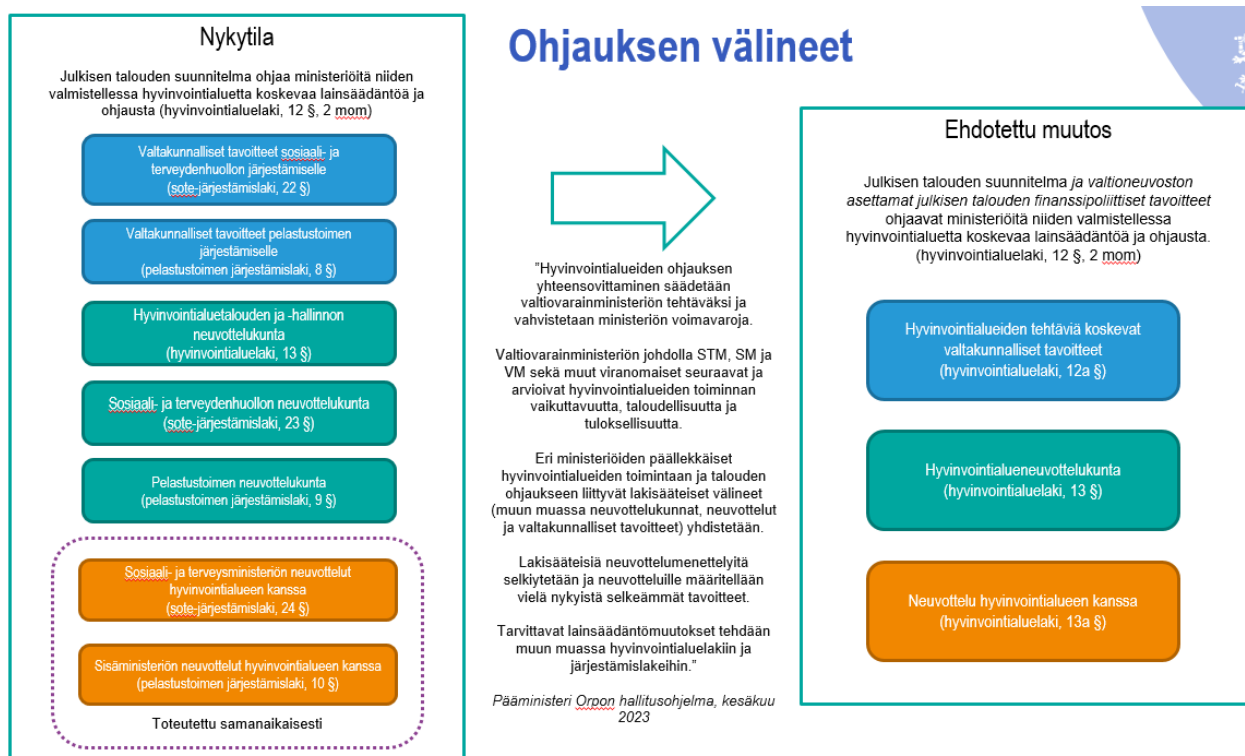 Nykytila
Julkisen talouden suunnitelma ohjaa ministeriöitä niiden
valmistellessa hyvinvointialuetta koskevaa lainsäädäntöä ja
ohjausta (hyvinvointialuelaki, 12 §, 2 mom)
Valtakunnalliset tavoitteet sosiaali- ja
terveydenhuollon järjestämiselle
(sote-järjestämislaki, 22 §)
Valtakunnalliset tavoitteet pelastustoimen
järjestämiselle
(pelastustoimen järjestämislaki, 8 §)
Hyvinvointialuetalouden ja -hallinnon
neuvottelukunta
(hyvinvointialuelaki, 13 §)
Sosiaali- ja terveydenhuollon neuvottelukunta
(sote-järjestämislaki, 23 §)
Pelastustoimen neuvottelukunta
(pelastustoimen järjestämislaki, 9 §)
Sosiaali- ja terveysministeriön neuvottelut
hyvinvointialueen kanssa
(sote-järjestämislaki, 24 §)
Sisäministeriön neuvottelut hyvinvointialueen kanssa
(pelastustoimen järjestämislaki, 10 §)
Toteutettu samanaikaisesti
Ohjauksen välineet
"Hyvinvointialueiden ohjauksen
yhteensovittaminen säädetään
valtiovarainministeriön tehtäväksi ja
vahvistetaan ministeriön voimavaroja.
Valtiovarainministeriön johdolla STM, SM ja
VM sekä muut viranomaiset seuraavat ja
arvioivat hyvinvointialueiden toiminnan
vaikuttavuutta, taloudellisuutta ja
tuloksellisuutta.
Eri ministeriöiden päällekkäiset
hyvinvointialueiden toimintaan ja talouden
ohjaukseen liittyvät lakisääteiset välineet
(muun muassa neuvottelukunnat, neuvottelut
ja valtakunnalliset tavoitteet) yhdistetään.
Lakisääteisiä neuvottelumenettelyitä
selkiytetään ja neuvotteluille määritellään
vielä nykyistä selkeämmät tavoitteet.
Tarvittavat lainsäädäntömuutokset tehdään
muun muassa hyvinvointialuelakiin ja
järjestämislakeihin."
Pääministeri Orpon hallitusohjelma, kesäkuu
2023
Ehdotettu muutos
Julkisen talouden suunnitelma ja valtioneuvoston
asettamat julkisen talouden finanssipoliittiset tavoitteet
ohjaavat ministeriöitä niiden valmistellessa
hyvinvointialuetta koskevaa lainsäädäntöä ja ohjausta.
(hyvinvointialuelaki, 12 §, 2 mom)
Hyvinvointialueiden tehtäviä koskevat
valtakunnalliset tavoitteet
(hyvinvointialuelaki, 12a §)
Hyvinvointialueneuvottelukunta
(hyvinvointialuelaki, 13 §)
Neuvottelu hyvinvointialueen kanssa
(hyvinvointialuelaki, 13a §)